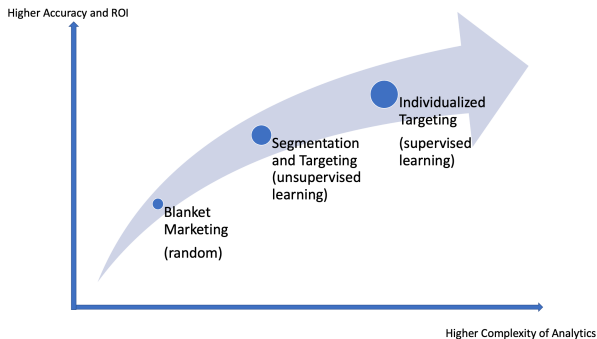 Higher Accuracy and ROI
Individualized
Targeting
(supervised
learning)
Segmentation
and Targeting
(unsupervised
learning)
Blanket
Marketing
(random)
Higher Complexity of Analytics